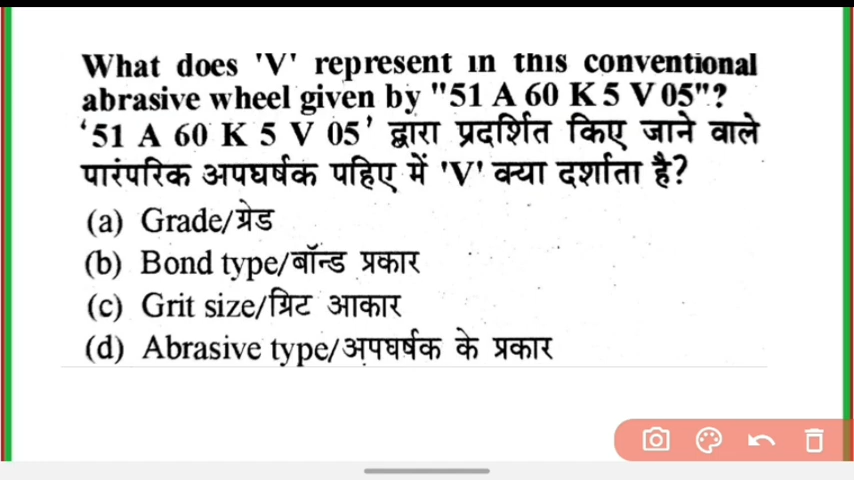 What does 'V' represent in this conventional
abrasive wheel given by "51 A 60 K 5 V 05"?
'51 A 60 K 5 V 05' द्वारा प्रदर्शित किए जाने वाले
पारंपरिक अपघर्षक पहिए में 'V' क्या दर्शाता है?
(a) Grade/ग्रेड
(b) Bond type/बॉन्ड प्रकार
(c) Grit size/ग्रिट आकार
(d) Abrasive type/अपघर्षक के प्रकार